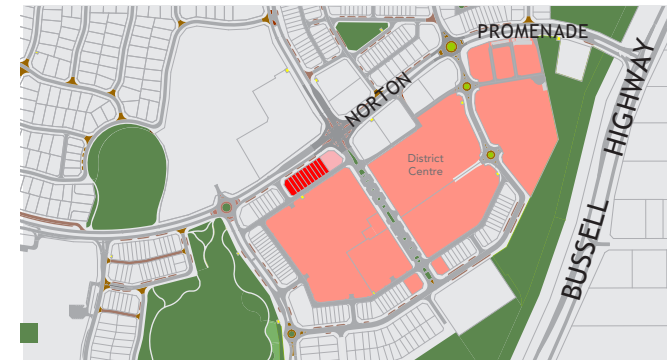 PROMENADE
NORTON
HIGHWAY
District
Centre
BUSSELL